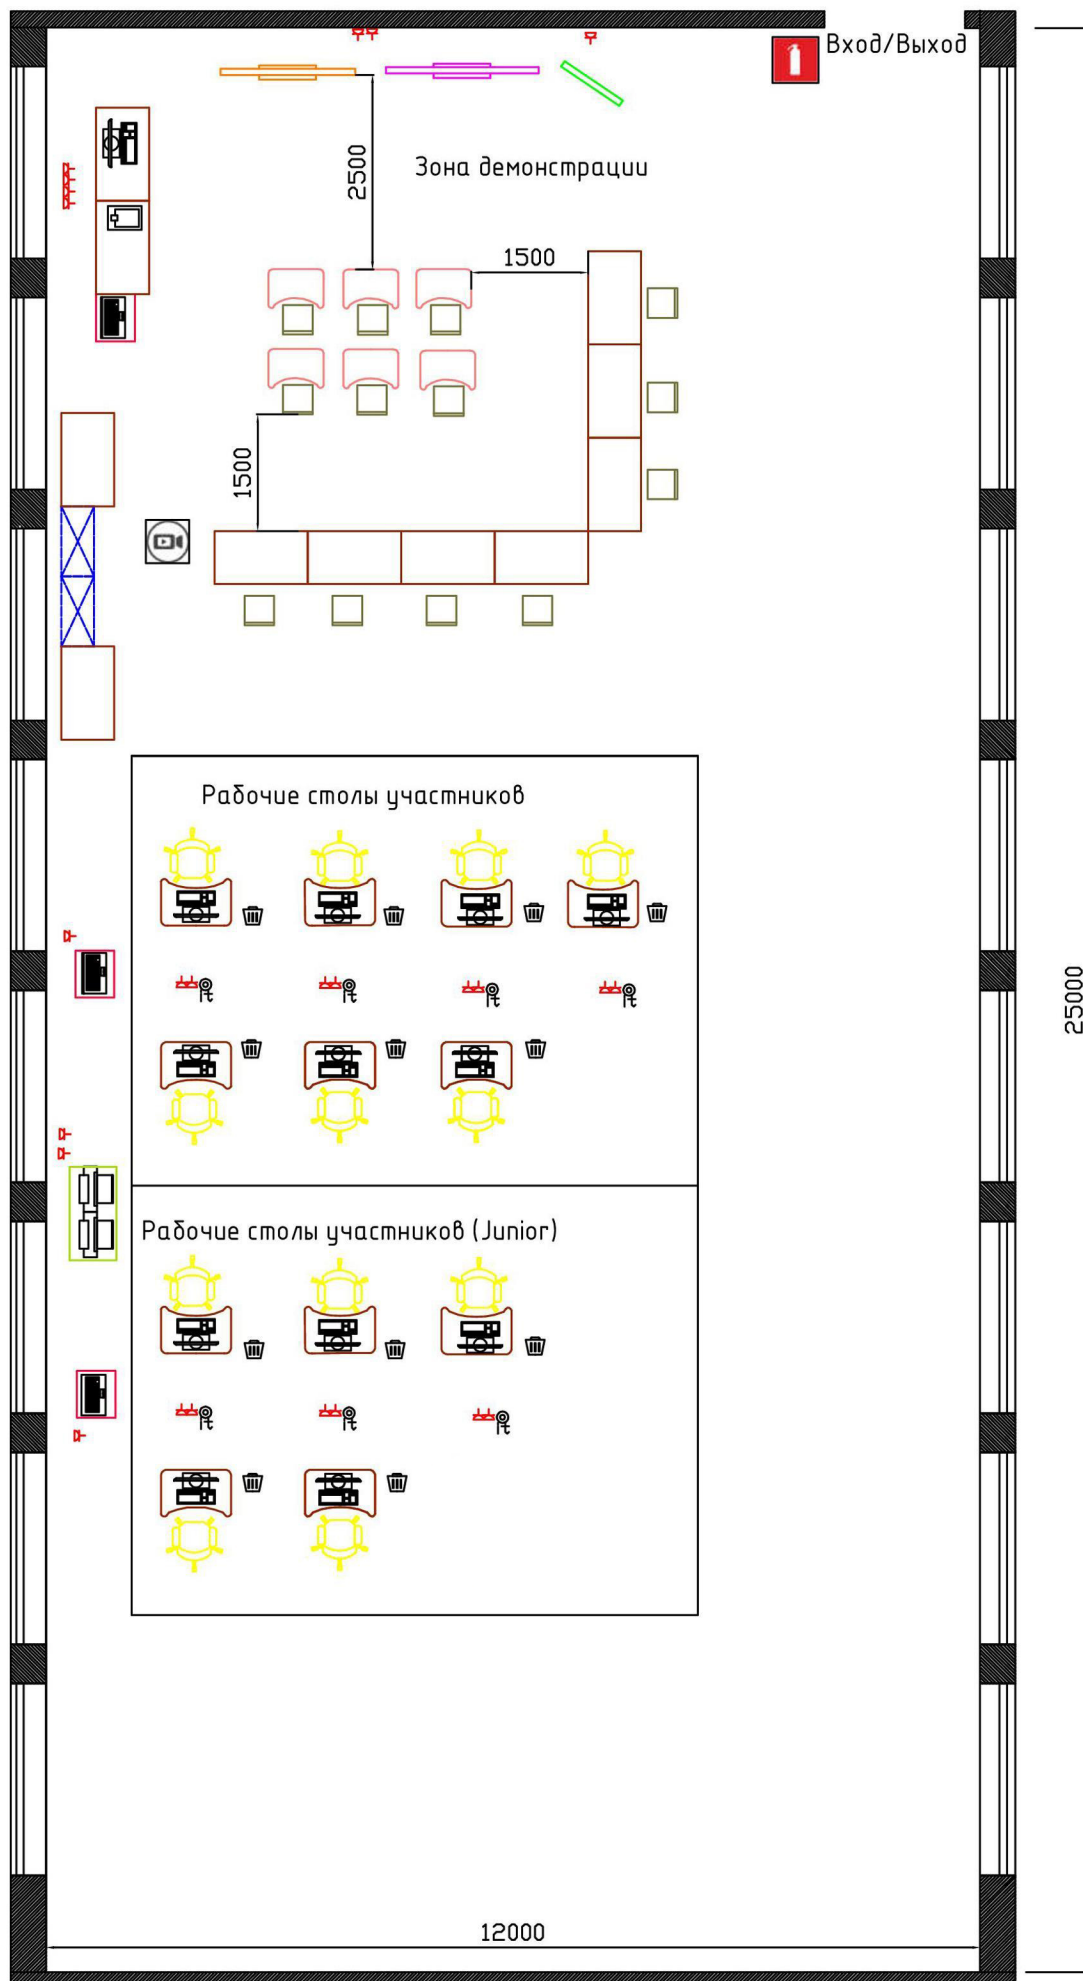 Вход/Выход
Зона демонстрации
2500
1500
1500
Рабочие столы участников
25000
Рабочие столы участников (Junior)
12000